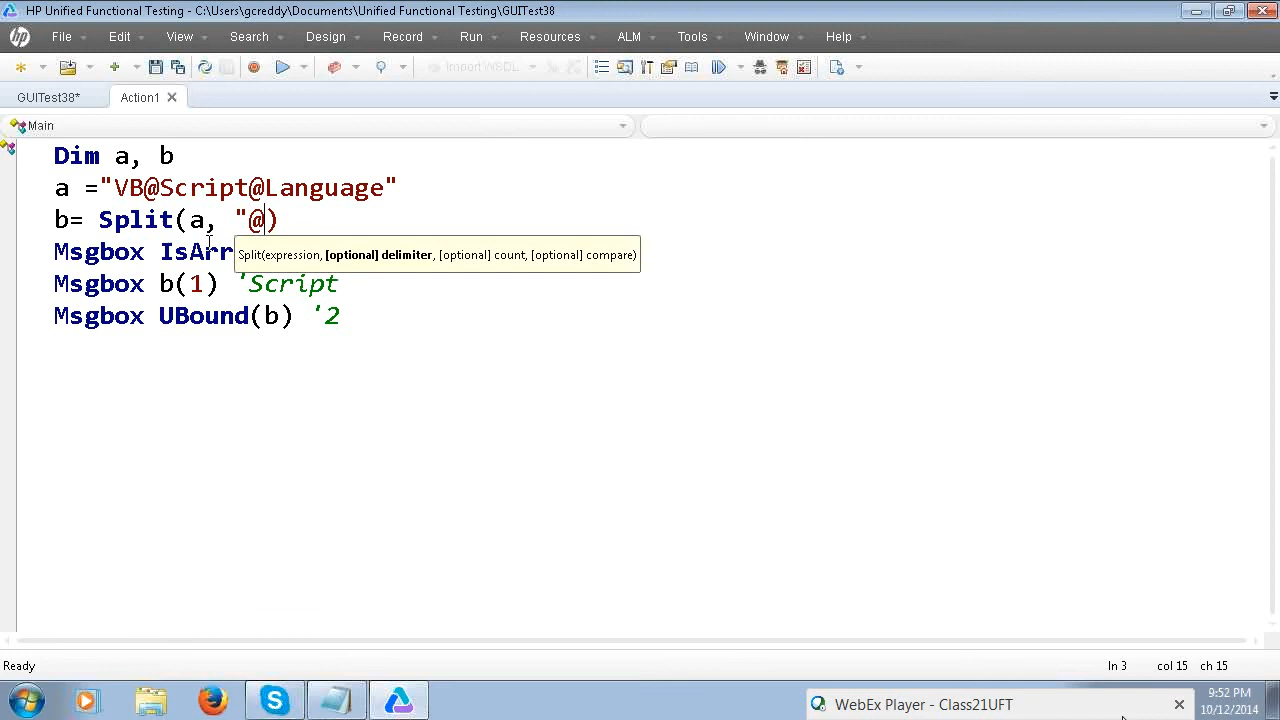 HP Unified Functional Testing - C:\Users\gcreddy\Documents\Unified Functional Testing\GUITest38
hp File Edit View Search Design Record Run Resources ALM Tools Window Help
Import WSDL
GUITest38* Action1
Main
Dim a, b
a ="VB@Script@Language"
b= Split(a, "@)
Msgbox IsArr
Split(expression, [optional] delimiter, [optional] count, [optional] compare)
Msgbox b(1) 'Script
Msgbox UBound(b) '2
Ready ln 3 col 15 ch 15
WebEx Player - Class21UFT
9:52 PM
10/12/2014